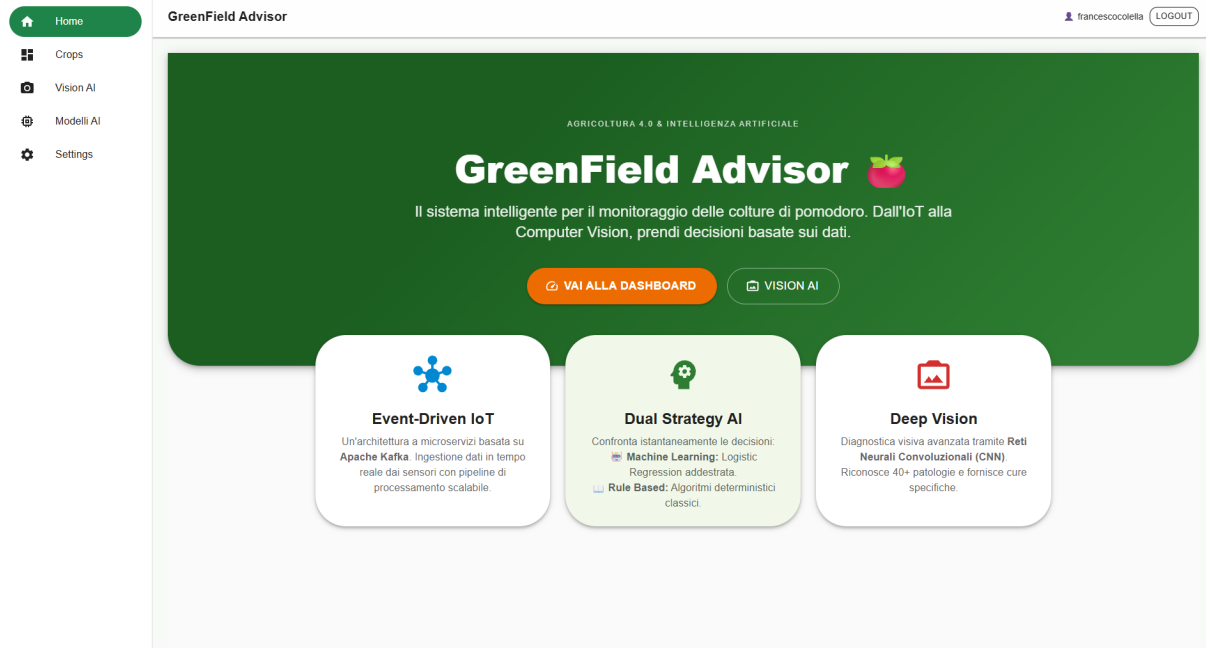 Home
Crops
Vision AI
Modelli AI
Settings
GreenField Advisor
francescocolella
LOGOUT
AGRICOLTURA 4.0 & INTELLIGENZA ARTIFICIALE
GreenField Advisor
Il sistema intelligente per il monitoraggio delle colture di pomodoro. Dall'IoT alla
Computer Vision, prendi decisioni basate sui dati.
VAI ALLA DASHBOARD
VISION AI
Event-Driven IoT
Un'architettura a microservizi basata su
Apache Kafka. Ingestione dati in tempo
reale dai sensori con pipeline di
processamento scalabile.
Dual Strategy AI
Confronta istantaneamente le decisioni:
Machine Learning: Logistic
Regression addestrata.
Rule Based: Algoritmi deterministici
classici.
Deep Vision
Diagnostica visiva avanzata tramite Reti
Neurali Convoluzionali (CNN).
Riconosce 40+ patologie e fornisce cure
specifiche.